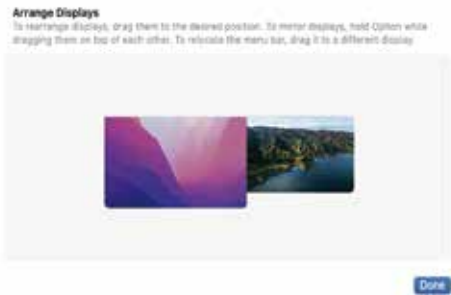 Arrange Displays
To rearrange displays, drag them to the desired position. To mirror displays, hold Option while
dragging them on top of each other. To relocate the menu bar, drag it to a different display.
Done